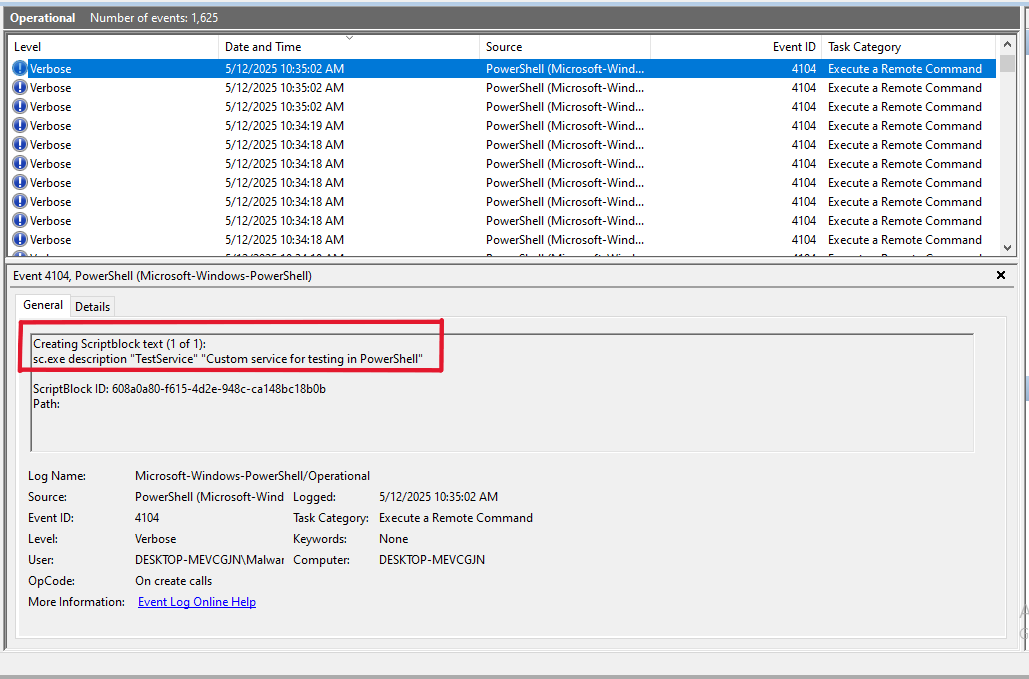 Operational Number of events: 1,625
Level Date and Time Source Event ID Task Category
Verbose 5/12/2025 10:35:02 AM PowerShell (Microsoft-Wind... 4104 Execute a Remote Command
Verbose 5/12/2025 10:35:02 AM PowerShell (Microsoft-Wind... 4104 Execute a Remote Command
Verbose 5/12/2025 10:35:02 AM PowerShell (Microsoft-Wind... 4104 Execute a Remote Command
Verbose 5/12/2025 10:34:19 AM PowerShell (Microsoft-Wind... 4104 Execute a Remote Command
Verbose 5/12/2025 10:34:18 AM PowerShell (Microsoft-Wind... 4104 Execute a Remote Command
Verbose 5/12/2025 10:34:18 AM PowerShell (Microsoft-Wind... 4104 Execute a Remote Command
Verbose 5/12/2025 10:34:18 AM PowerShell (Microsoft-Wind... 4104 Execute a Remote Command
Verbose 5/12/2025 10:34:18 AM PowerShell (Microsoft-Wind... 4104 Execute a Remote Command
Verbose 5/12/2025 10:34:18 AM PowerShell (Microsoft-Wind... 4104 Execute a Remote Command
Verbose 5/12/2025 10:34:18 AM PowerShell (Microsoft-Wind... 4104 Execute a Remote Command
Event 4104, PowerShell (Microsoft-Windows-PowerShell)
General Details
Creating Scriptblock text (1 of 1):
sc.exe description "TestService" "Custom service for testing in PowerShell"
ScriptBlock ID: 608a0a80-f615-4d2e-948c-ca148bc18b0b
Path:
Log Name: Microsoft-Windows-PowerShell/Operational
Source: PowerShell (Microsoft-Wind Logged: 5/12/2025 10:35:02 AM
Event ID: 4104 Task Category: Execute a Remote Command
Level: Verbose Keywords: None
User: DESKTOP-MEVCGJN\Malwar Computer: DESKTOP-MEVCGJN
OpCode: On create calls
More Information: Event Log Online Help